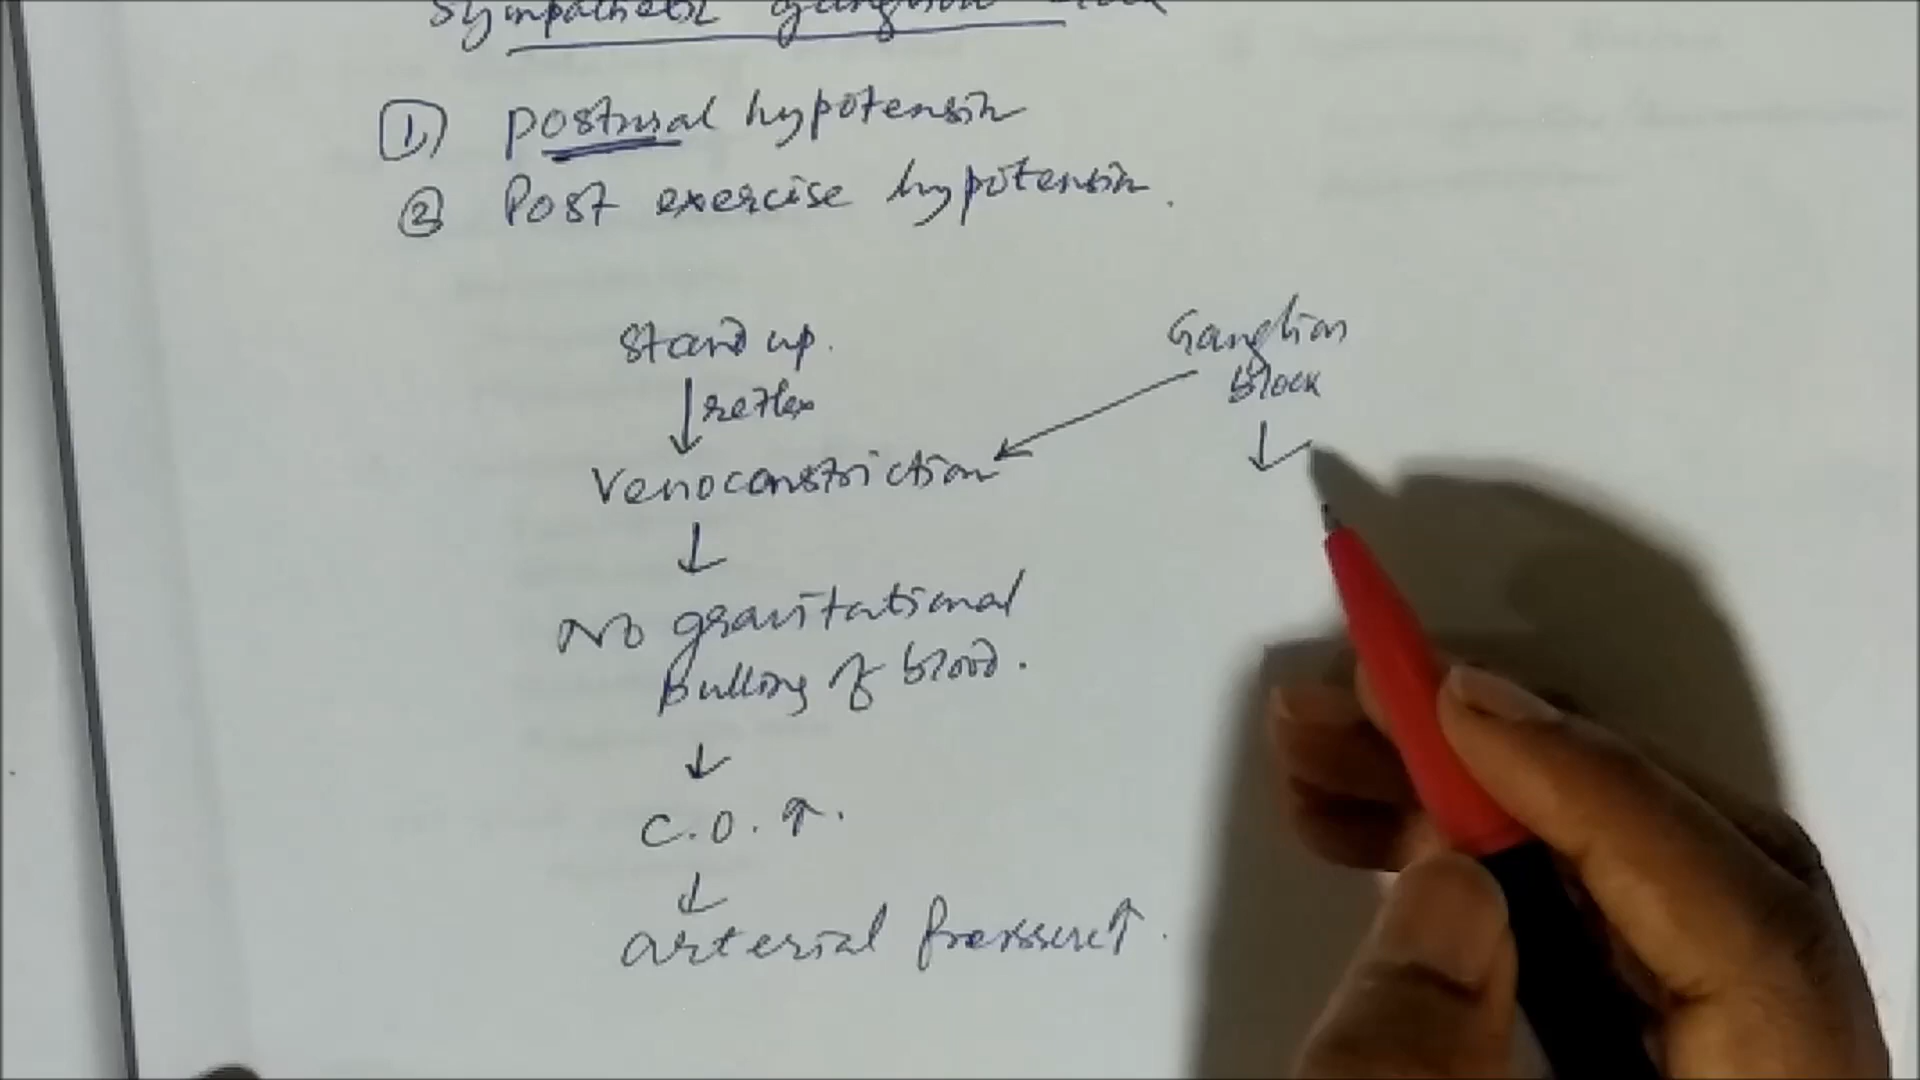 Sympathetic ganglion block
① Postural hypotension
② Post exercise hypotension.
Stand up.
reflex
Venoconstriction
No gravitational
pulling of blood.
C.O. ↑.
arterial pressure ↑.
Ganglion
block